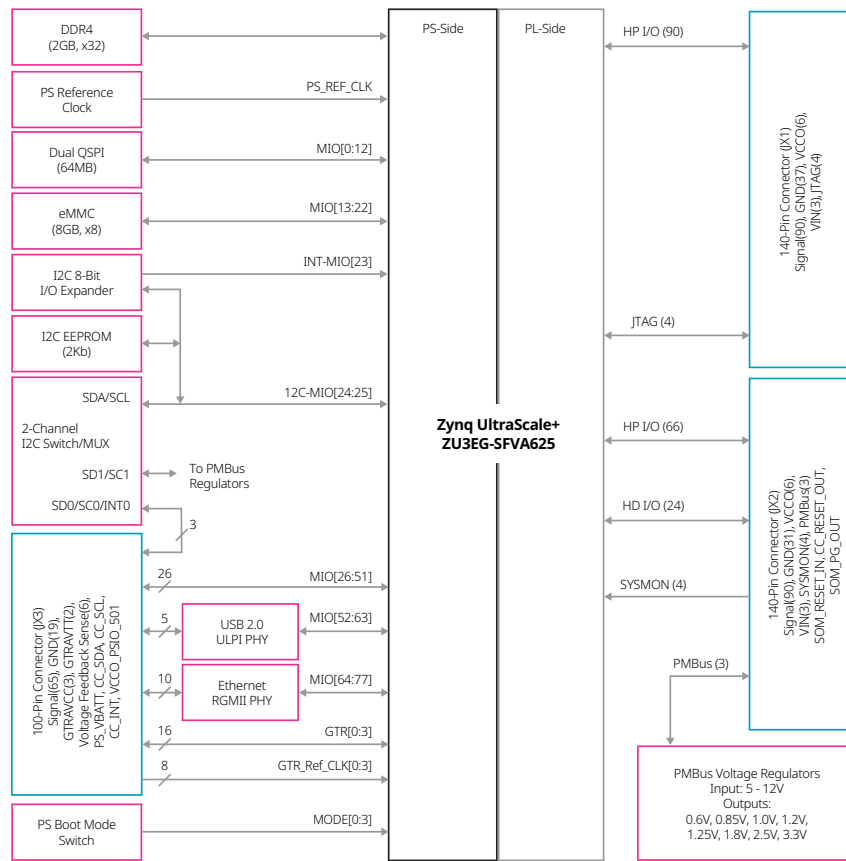 DDR4
(2GB, x32)
PS Reference
Clock
PS_REF_CLK
Dual QSPI
(64MB)
MIO[0:12]
eMMC
(8GB, x8)
MIO[13:22]
I2C 8-Bit
I/O Expander
INT-MIO[23]
I2C EEPROM
(2Kb)
SDA/SCL
12C-MIO[24:25]
2-Channel
I2C Switch/MUX
SD1/SC1
To PMBus
Regulators
SD0/SC0/INT0
3
100-Pin Connector (JX3)
Signal(65), GND(19),
GTRAVCC(3), GTRAVTT(2),
Voltage Feedback Sense(6),
PS_VBATT, CC_SDA, CC_SCL,
CC_INT, VCCO_PSIO_501
26
MIO[26:51]
5
USB 2.0
ULPI PHY
MIO[52:63]
10
Ethernet
RGMII PHY
MIO[64:77]
16
GTR[0:3]
8
GTR_Ref_CLK[0:3]
PS Boot Mode
Switch
MODE[0:3]
PS-Side
PL-Side
Zynq UltraScale+
ZU3EG-SFVA625
HP I/O (90)
JTAG (4)
140-Pin Connector (JX1)
Signal(90), GND(37), VCCO(6),
VIN(3), JTAG(4)
HP I/O (66)
HD I/O (24)
SYSMON (4)
140-Pin Connector (JX2)
Signal(90), GND(31), VCCO(6),
VIN(3), SYSMON(4), PMBus(3)
SOM_RESET_IN, CC_RESET_OUT,
SOM_PG_OUT
PMBus (3)
PMBus Voltage Regulators
Input: 5 - 12V
Outputs:
0.6V, 0.85V, 1.0V, 1.2V,
1.25V, 1.8V, 2.5V, 3.3V